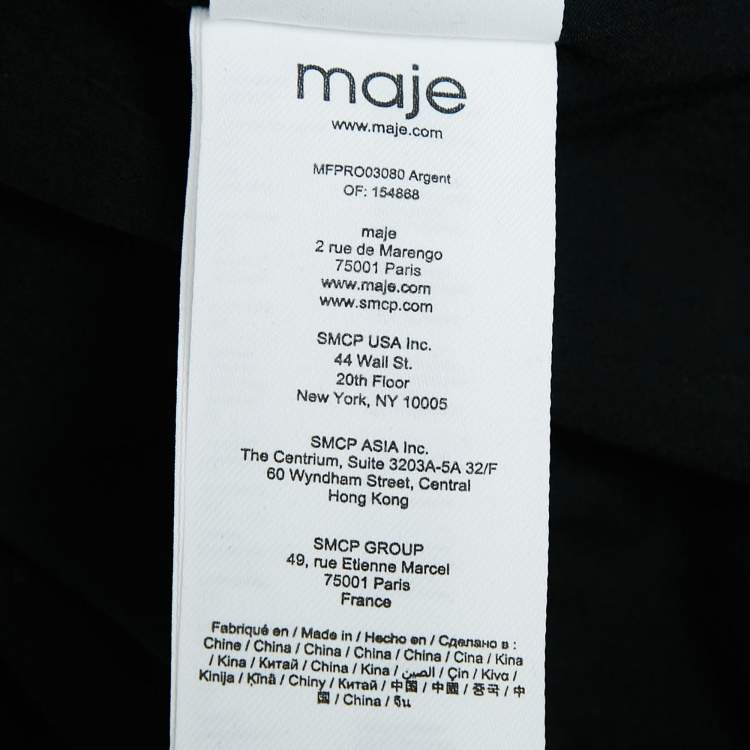 maje
www.maje.com
MFPRO03080 Argent
OF: 154868
maje
2 rue de Marengo
75001 Paris
www.maje.com
www.smcp.com
SMCP USA Inc.
44 Wall St.
20th Floor
New York, NY 10005
SMCP ASIA Inc.
The Centrium, Suite 3203A-5A 32/F
60 Wyndham Street, Central
Hong Kong
SMCP GROUP
49, rue Etienne Marcel
75001 Paris
France
Fabriqué en / Made in / Hecho en / Сделано в :
Chine / China / China / China / China / Cina / Kina
/ Kina / Китай / China / Kina / الصين / Çin / Kiva /
Kinija / Ķīnā / Chiny / Китай / 中国 / 中國 / 중국 / 中
国 / China / จีน